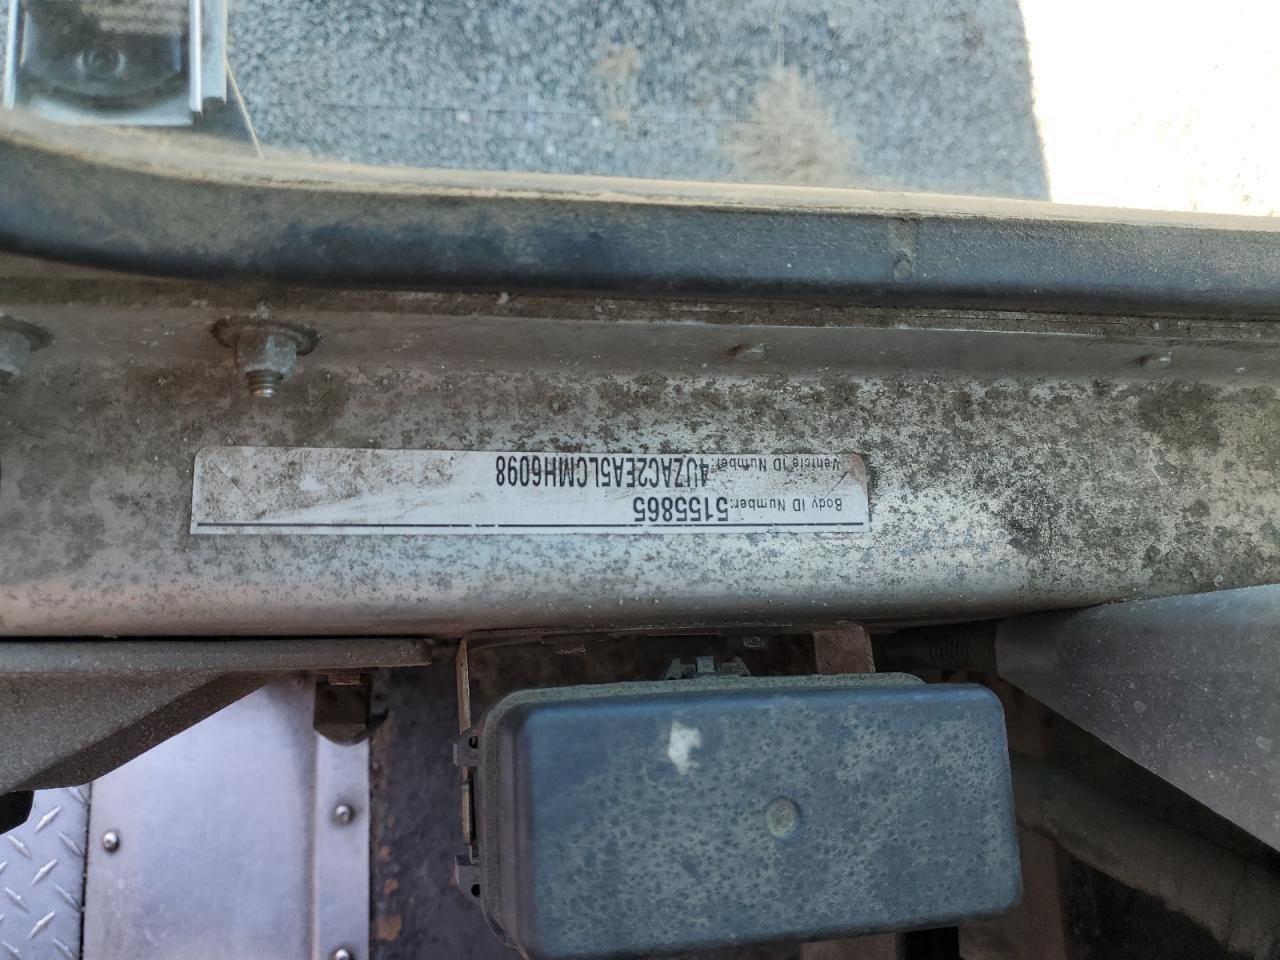 Body ID Number: 5155865
Vehicle ID Number: 4UZAC2EA5LCMH6098